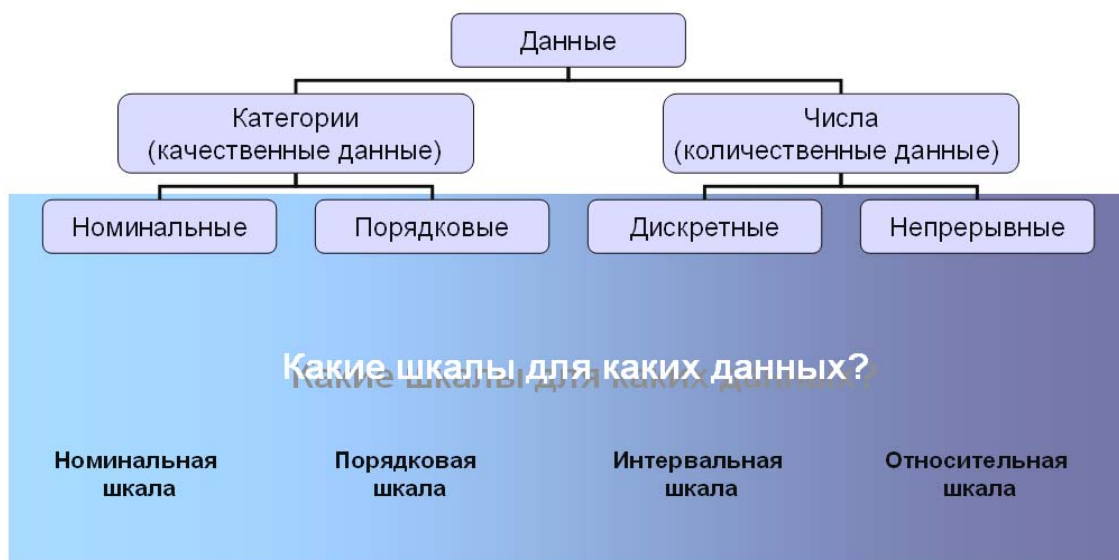 Данные
Категории
(качественные данные)
Числа
(количественные данные)
Номинальные
Порядковые
Дискретные
Непрерывные
Какие шкалы для каких данных?
Номинальная
шкала
Порядковая
шкала
Интервальная
шкала
Относительная
шкала